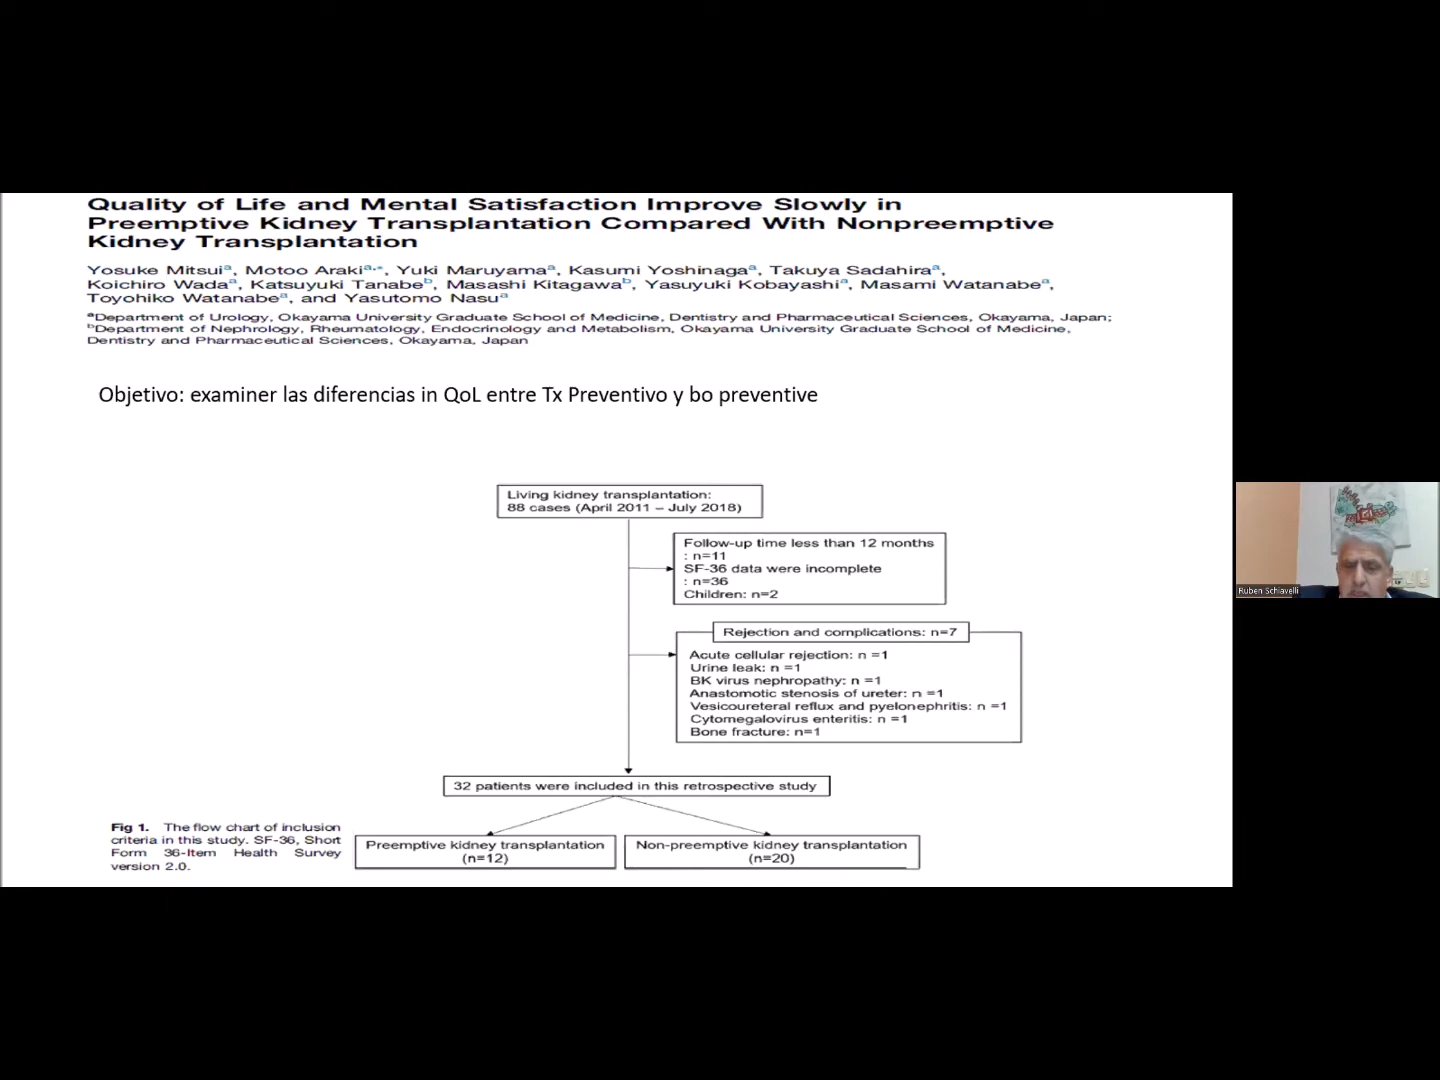 Quality of Life and Mental Satisfaction Improve Slowly in
Preemptive Kidney Transplantation Compared With Nonpreemptive
Kidney Transplantation
Yosuke Mitsuiᵃ, Motoo Arakiᵃ,*, Yuki Maruyamaᵃ, Kasumi Yoshinagaᵃ, Takuya Sadahiraᵃ,
Koichiro Wadaᵃ, Katsuyuki Tanabeᵇ, Masashi Kitagawaᵇ, Yasuyuki Kobayashiᵃ, Masami Watanabeᵃ,
Toyohiko Watanabeᵃ, and Yasutomo Nasuᵃ
ᵃDepartment of Urology, Okayama University Graduate School of Medicine, Dentistry and Pharmaceutical Sciences, Okayama, Japan;
ᵇDepartment of Nephrology, Rheumatology, Endocrinology and Metabolism, Okayama University Graduate School of Medicine,
Dentistry and Pharmaceutical Sciences, Okayama, Japan
Objetivo: examiner las diferencias in QoL entre Tx Preventivo y bo preventive
Living kidney transplantation:
88 cases (April 2011 – July 2018)
Follow-up time less than 12 months
: n=11
SF-36 data were incomplete
: n=36
Children: n=2
Rejection and complications: n=7
Acute cellular rejection: n =1
Urine leak: n =1
BK virus nephropathy: n =1
Anastomotic stenosis of ureter: n =1
Vesicoureteral reflux and pyelonephritis: n =1
Cytomegalovirus enteritis: n =1
Bone fracture: n=1
32 patients were included in this retrospective study
Preemptive kidney transplantation
(n=12)
Non-preemptive kidney transplantation
(n=20)
Fig 1. The flow chart of inclusion
criteria in this study. SF-36, Short
Form 36-Item Health Survey
version 2.0.
Ruben Schiavelli